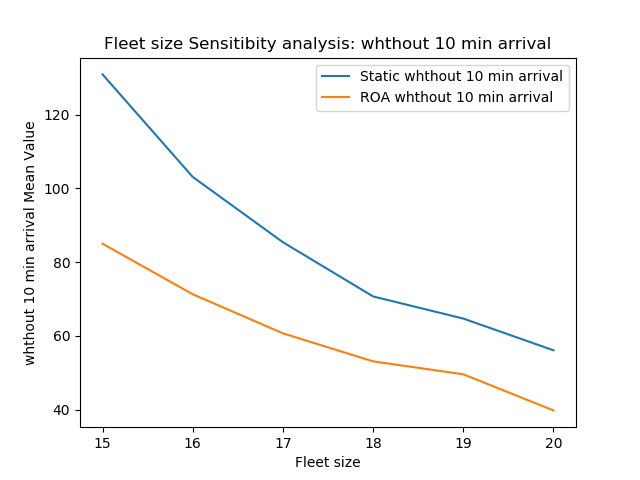 Fleet size Sensitibity analysis: whthout 10 min arrival
Static whthout 10 min arrival
ROA whthout 10 min arrival
whthout 10 min arrival Mean Value
120
100
80
60
40
15 16 17 18 19 20
Fleet size